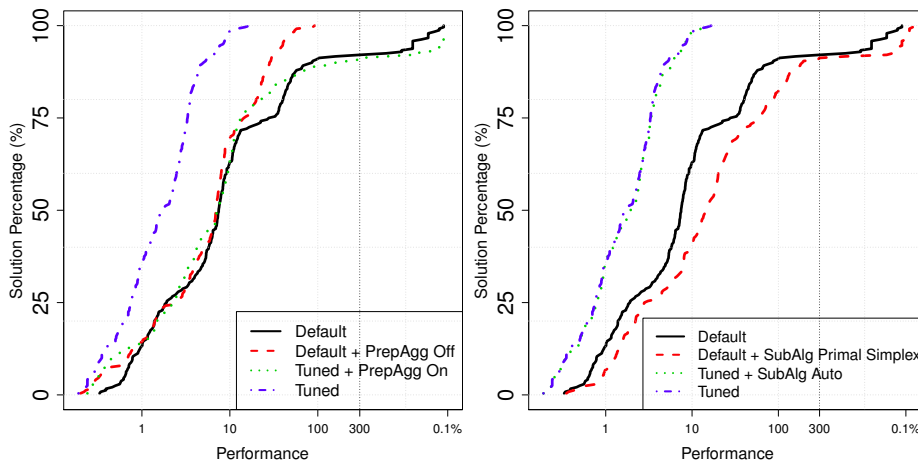 100
75
50
25
0
Solution Percentage (%)
Default
Default + PrepAgg Off
Tuned + PrepAgg On
Tuned
1
10
100
300
0.1%
Performance
100
75
50
25
0
Solution Percentage (%)
Default
Default + SubAlg Primal Simplex
Tuned + SubAlg Auto
Tuned
1
10
100
300
0.1%
Performance